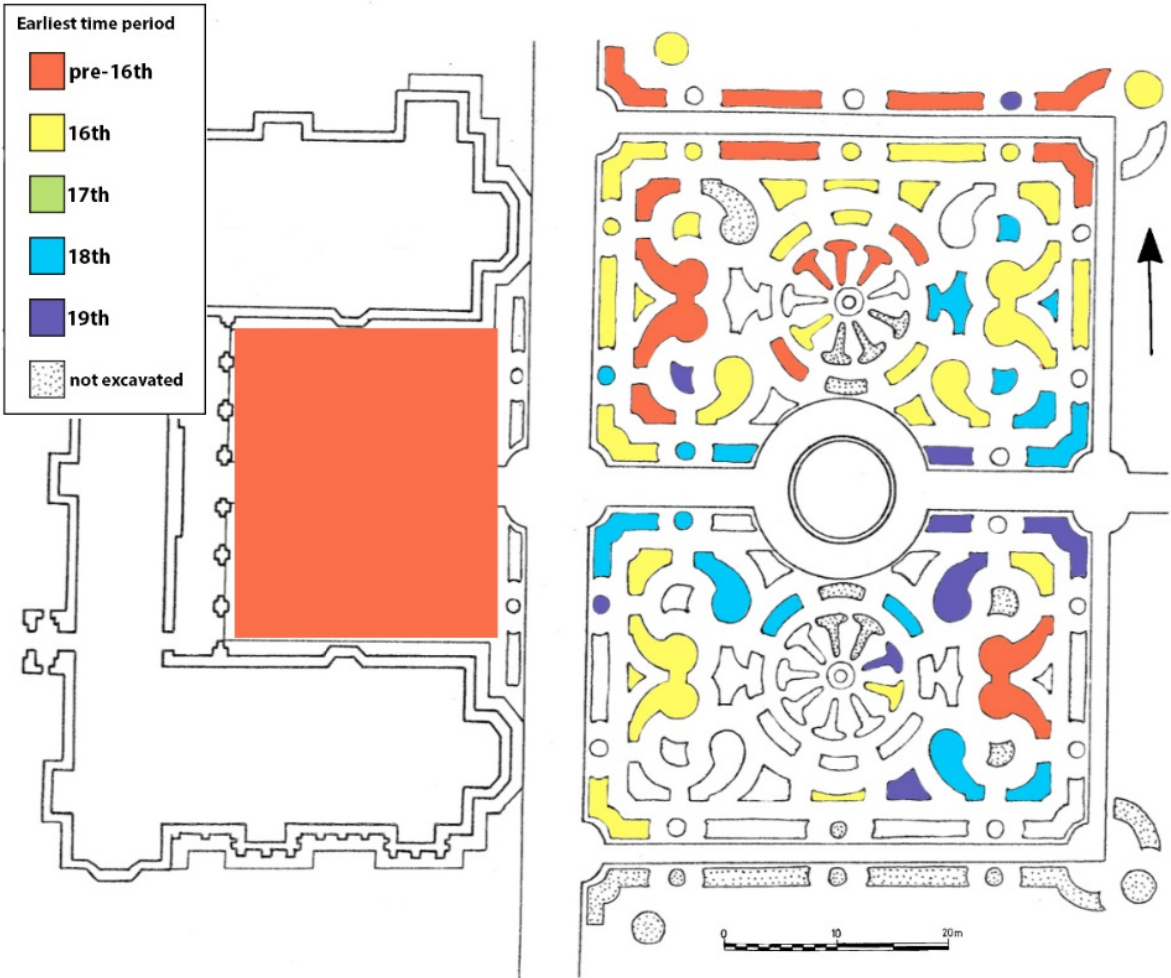 Earliest time period
pre-16th
16th
17th
18th
19th
not excavated
0 10 20m